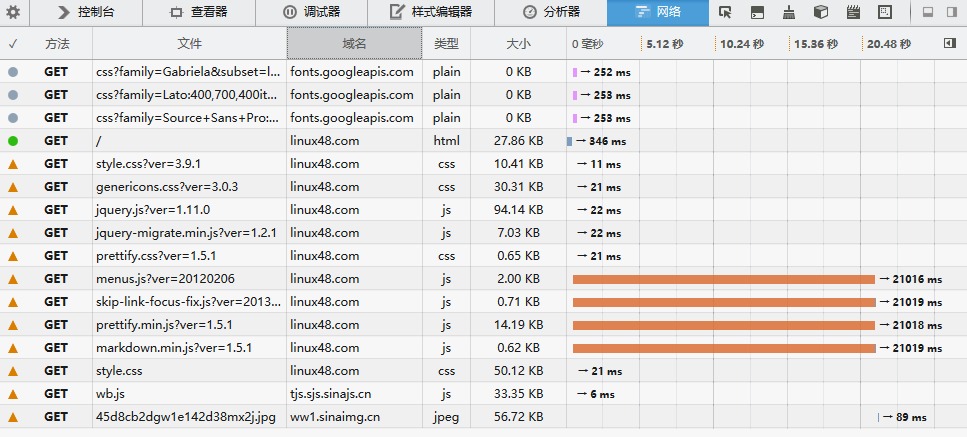 控制台 查看器 调试器 样式编辑器 分析器 网络
✓ 方法 文件 域名 类型 大小 0 毫秒 5.12 秒 10.24 秒 15.36 秒 20.48 秒
GET css?family=Gabriela&subset=l... fonts.googleapis.com plain 0 KB → 252 ms
GET css?family=Lato:400,700,400it... fonts.googleapis.com plain 0 KB → 253 ms
GET css?family=Source+Sans+Pro:... fonts.googleapis.com plain 0 KB → 253 ms
GET / linux48.com html 27.86 KB → 346 ms
GET style.css?ver=3.9.1 linux48.com css 10.41 KB → 11 ms
GET genericons.css?ver=3.0.3 linux48.com css 30.31 KB → 21 ms
GET jquery.js?ver=1.11.0 linux48.com js 94.14 KB → 22 ms
GET jquery-migrate.min.js?ver=1.2.1 linux48.com js 7.03 KB → 22 ms
GET prettify.css?ver=1.5.1 linux48.com css 0.65 KB → 21 ms
GET menus.js?ver=20120206 linux48.com js 2.00 KB → 21016 ms
GET skip-link-focus-fix.js?ver=2013... linux48.com js 0.71 KB → 21019 ms
GET prettify.min.js?ver=1.5.1 linux48.com js 14.19 KB → 21018 ms
GET markdown.min.js?ver=1.5.1 linux48.com js 0.62 KB → 21019 ms
GET style.css linux48.com css 50.12 KB → 21 ms
GET wb.js tjs.sjs.sinajs.cn js 33.35 KB → 6 ms
GET 45d8cb2dgw1e142d38mx2j.jpg ww1.sinaimg.cn jpeg 56.72 KB → 89 ms